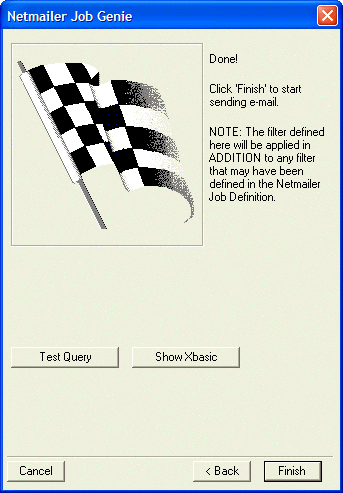 Netmailer Job Genie
Done!
Click 'Finish' to start
sending e-mail.
NOTE: The filter defined
here will be applied in
ADDITION to any filter
that may have been
defined in the Netmailer
Job Definition.
Test Query
Show Xbasic
Cancel
< Back
Finish